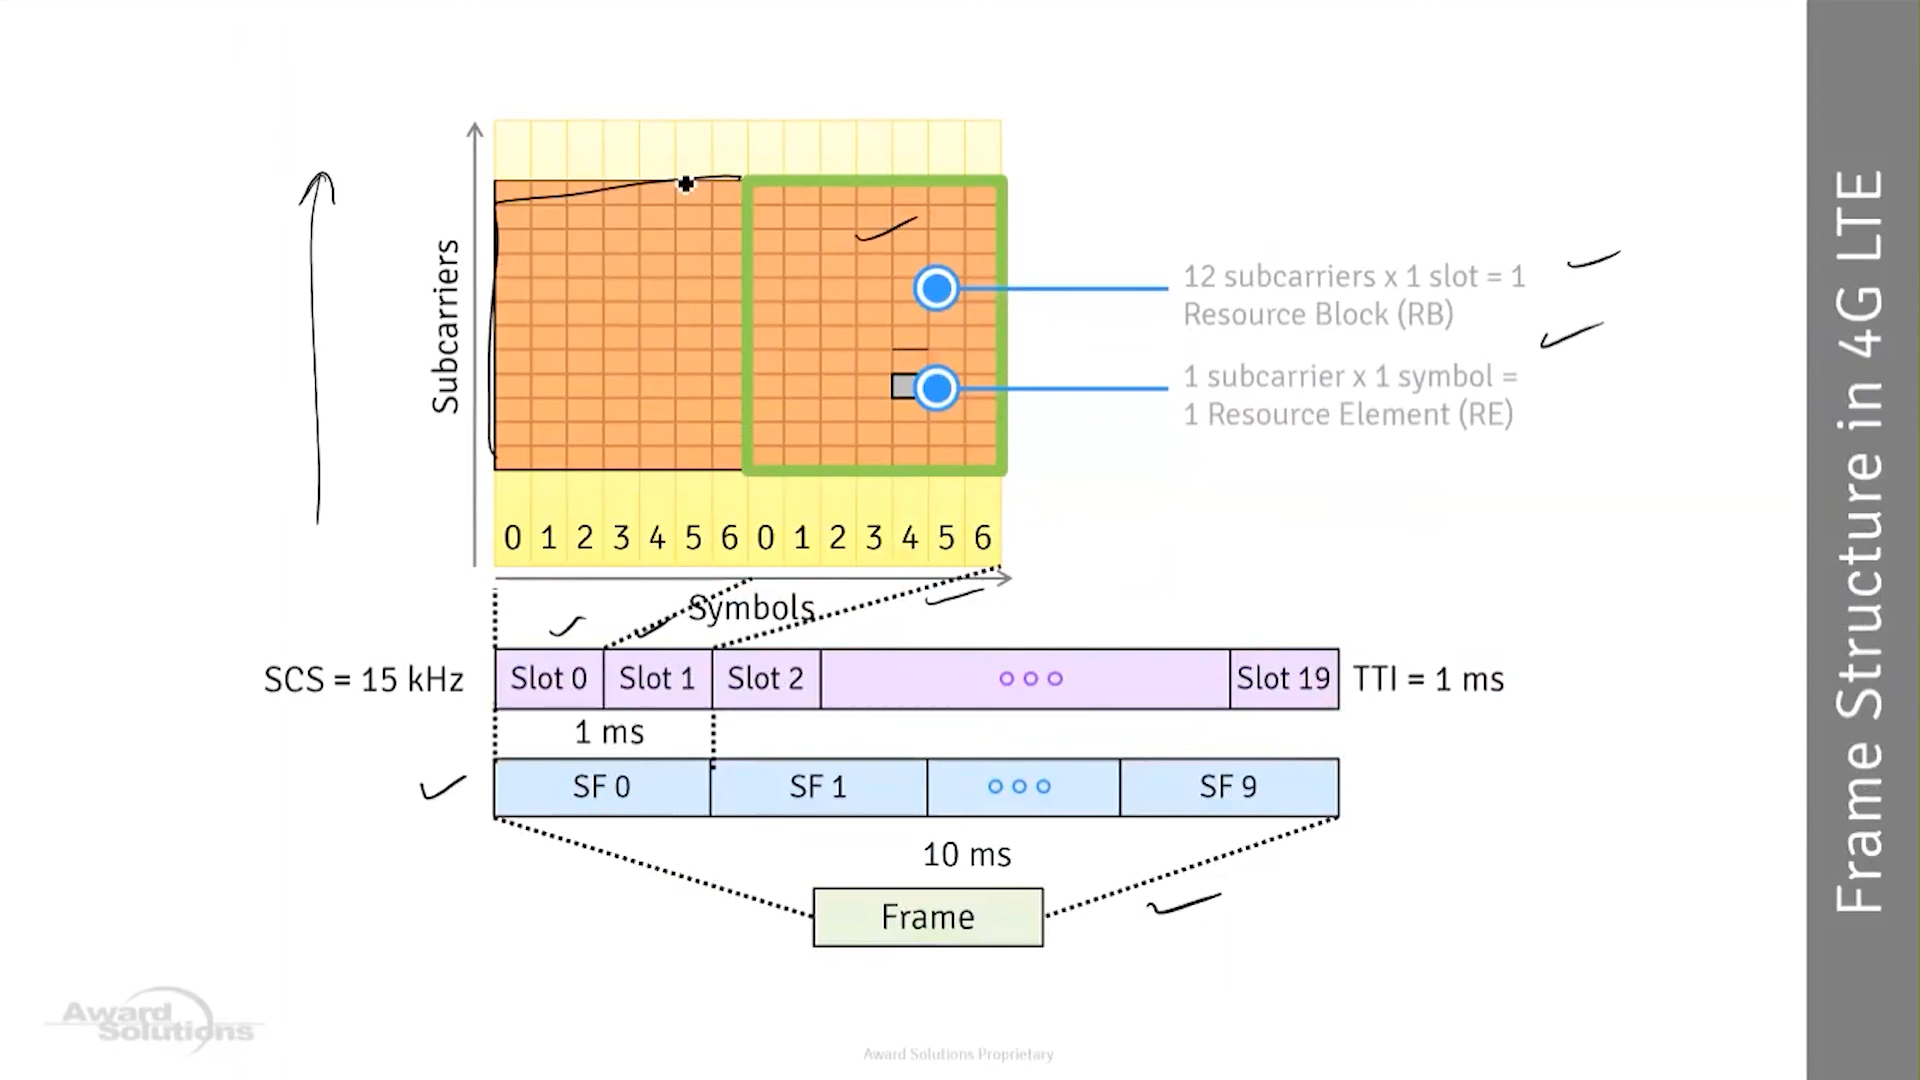 Frame Structure in 4G LTE
Subcarriers
12 subcarriers x 1 slot = 1
Resource Block (RB)
1 subcarrier x 1 symbol =
1 Resource Element (RE)
0 1 2 3 4 5 6 0 1 2 3 4 5 6
Symbols
SCS = 15 kHz Slot 0 Slot 1 Slot 2 Slot 19 TTI = 1 ms
1 ms
SF 0 SF 1 SF 9
10 ms
Frame
Award
Solutions
Award Solutions Proprietary